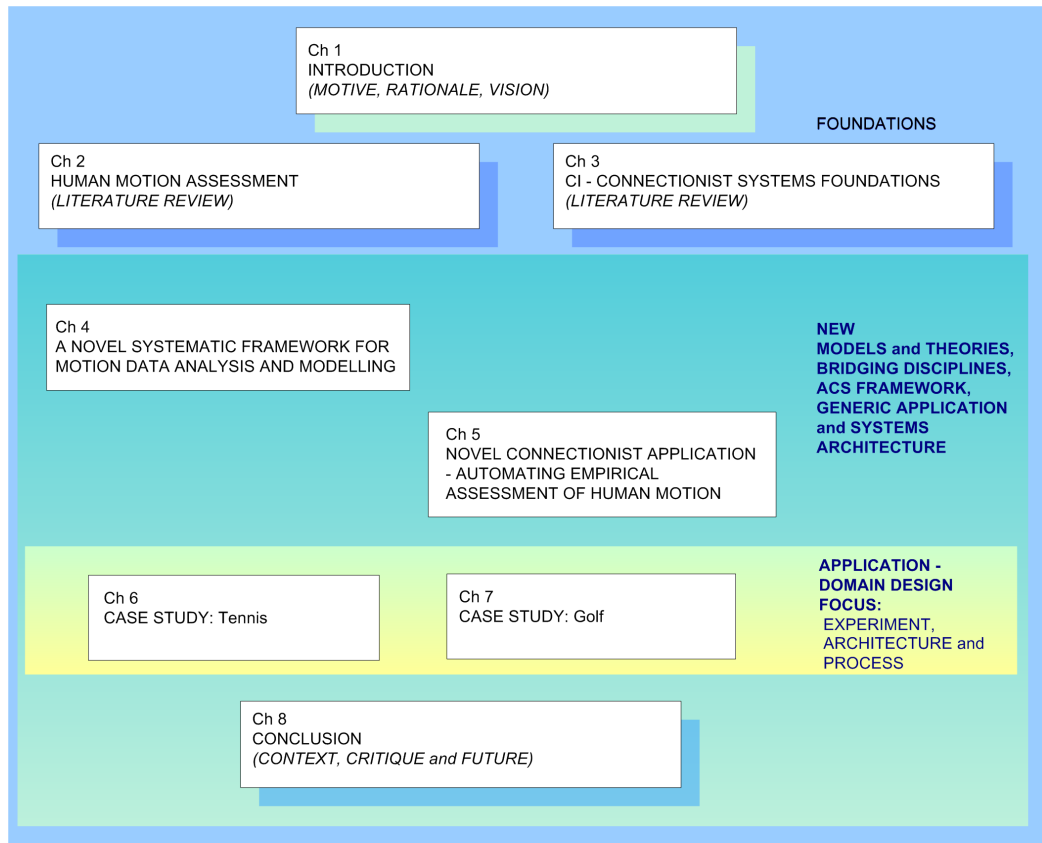 Ch 1
INTRODUCTION
(MOTIVE, RATIONALE, VISION)
FOUNDATIONS
Ch 2
HUMAN MOTION ASSESSMENT
(LITERATURE REVIEW)
Ch 3
CI - CONNECTIONIST SYSTEMS FOUNDATIONS
(LITERATURE REVIEW)
Ch 4
A NOVEL SYSTEMATIC FRAMEWORK FOR
MOTION DATA ANALYSIS AND MODELLING
NEW
MODELS and THEORIES,
BRIDGING DISCIPLINES,
ACS FRAMEWORK,
GENERIC APPLICATION
and SYSTEMS
ARCHITECTURE
Ch 5
NOVEL CONNECTIONIST APPLICATION
- AUTOMATING EMPIRICAL
ASSESSMENT OF HUMAN MOTION
Ch 6
CASE STUDY: Tennis
Ch 7
CASE STUDY: Golf
APPLICATION -
DOMAIN DESIGN
FOCUS:
EXPERIMENT,
ARCHITECTURE and
PROCESS
Ch 8
CONCLUSION
(CONTEXT, CRITIQUE and FUTURE)